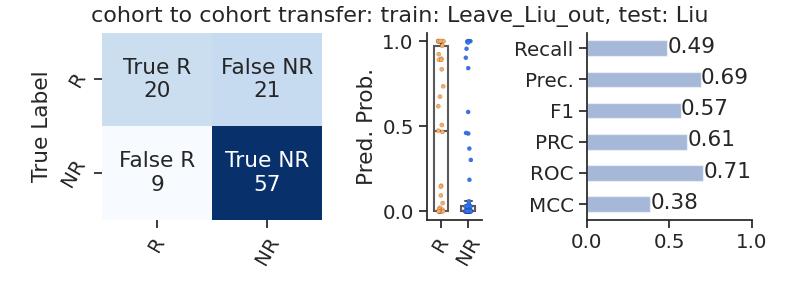 cohort to cohort transfer: train: Leave_Liu_out, test: Liu
True Label
R
NR
True R
20
False NR
21
False R
9
True NR
57
R
NR
Pred. Prob.
1.0
0.5
0.0
R
NR
Recall
0.49
Prec.
0.69
F1
0.57
PRC
0.61
ROC
0.71
MCC
0.38
0.0
0.5
1.0